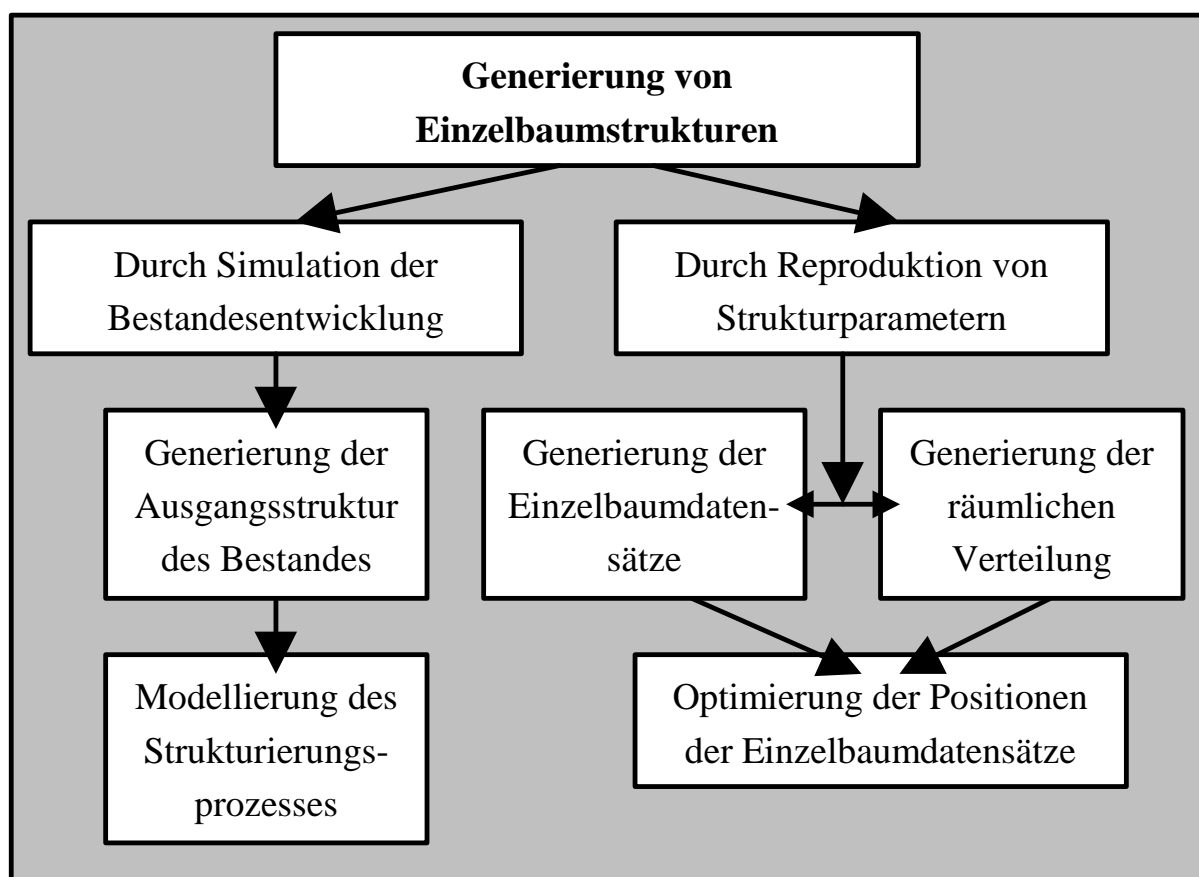 Generierung von
Einzelbaumstrukturen
Durch Simulation der
Bestandesentwicklung
Durch Reproduktion von
Strukturparametern
Generierung der
Ausgangsstruktur
des Bestandes
Generierung der
Einzelbaumdaten-
sätze
Generierung der
räumlichen
Verteilung
Modellierung des
Strukturierungs-
prozesses
Optimierung der Positionen
der Einzelbaumdatensätze